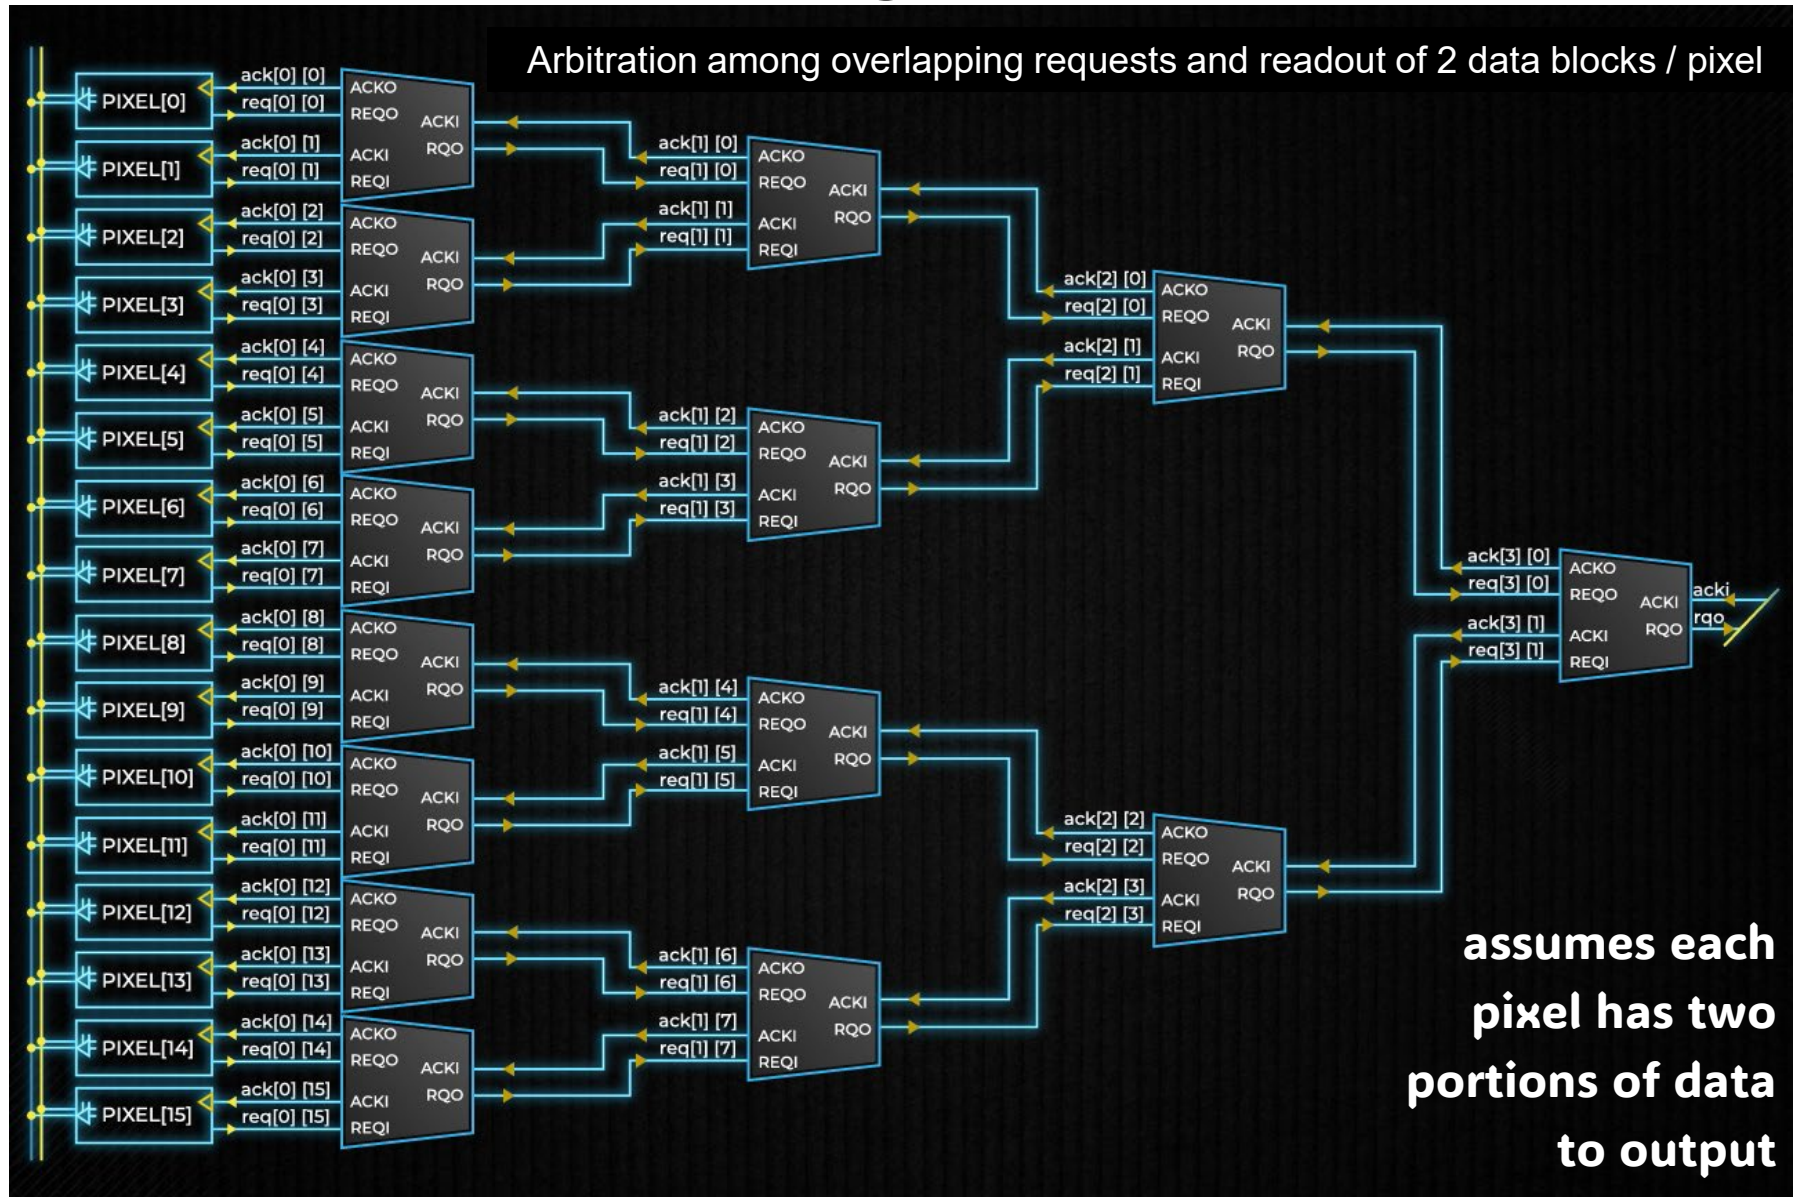 Arbitration among overlapping requests and readout of 2 data blocks / pixel
PIXEL[0]
ack[0] [0]
req[0] [0]
PIXEL[1]
ack[0] [1]
req[0] [1]
ACKO
REQO
ACKI
REQI
ACKI
RQO
PIXEL[2]
ack[0] [2]
req[0] [2]
PIXEL[3]
ack[0] [3]
req[0] [3]
ACKO
REQO
ACKI
REQI
ACKI
RQO
PIXEL[4]
ack[0] [4]
req[0] [4]
PIXEL[5]
ack[0] [5]
req[0] [5]
ACKO
REQO
ACKI
REQI
ACKI
RQO
PIXEL[6]
ack[0] [6]
req[0] [6]
PIXEL[7]
ack[0] [7]
req[0] [7]
ACKO
REQO
ACKI
REQI
ACKI
RQO
PIXEL[8]
ack[0] [8]
req[0] [8]
PIXEL[9]
ack[0] [9]
req[0] [9]
ACKO
REQO
ACKI
REQI
ACKI
RQO
PIXEL[10]
ack[0] [10]
req[0] [10]
PIXEL[11]
ack[0] [11]
req[0] [11]
ACKO
REQO
ACKI
REQI
ACKI
RQO
PIXEL[12]
ack[0] [12]
req[0] [12]
PIXEL[13]
ack[0] [13]
req[0] [13]
ACKO
REQO
ACKI
REQI
ACKI
RQO
PIXEL[14]
ack[0] [14]
req[0] [14]
PIXEL[15]
ack[0] [15]
req[0] [15]
ACKO
REQO
ACKI
REQI
ACKI
RQO
ack[1] [0]
req[1] [0]
ack[1] [1]
req[1] [1]
ACKO
REQO
ACKI
REQI
ACKI
RQO
ack[1] [2]
req[1] [2]
ack[1] [3]
req[1] [3]
ACKO
REQO
ACKI
REQI
ACKI
RQO
ack[1] [4]
req[1] [4]
ack[1] [5]
req[1] [5]
ACKO
REQO
ACKI
REQI
ACKI
RQO
ack[1] [6]
req[1] [6]
ack[1] [7]
req[1] [7]
ACKO
REQO
ACKI
REQI
ACKI
RQO
ack[2] [0]
req[2] [0]
ack[2] [1]
req[2] [1]
ACKO
REQO
ACKI
REQI
ACKI
RQO
ack[2] [2]
req[2] [2]
ack[2] [3]
req[2] [3]
ACKO
REQO
ACKI
REQI
ACKI
RQO
ack[3] [0]
req[3] [0]
ack[3] [1]
req[3] [1]
ACKO
REQO
ACKI
REQI
ACKI
RQO
acki
rqo
assumes each
pixel has two
portions of data
to output